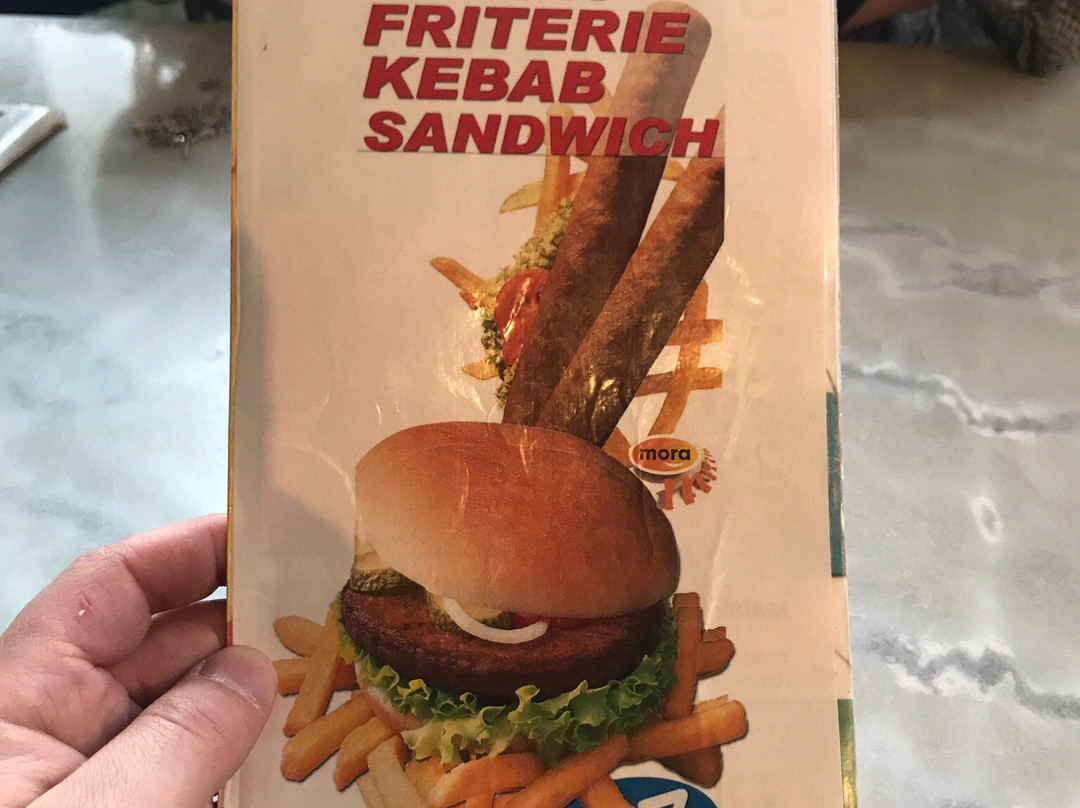 FRITERIE
KEBAB
SANDWICH
mora